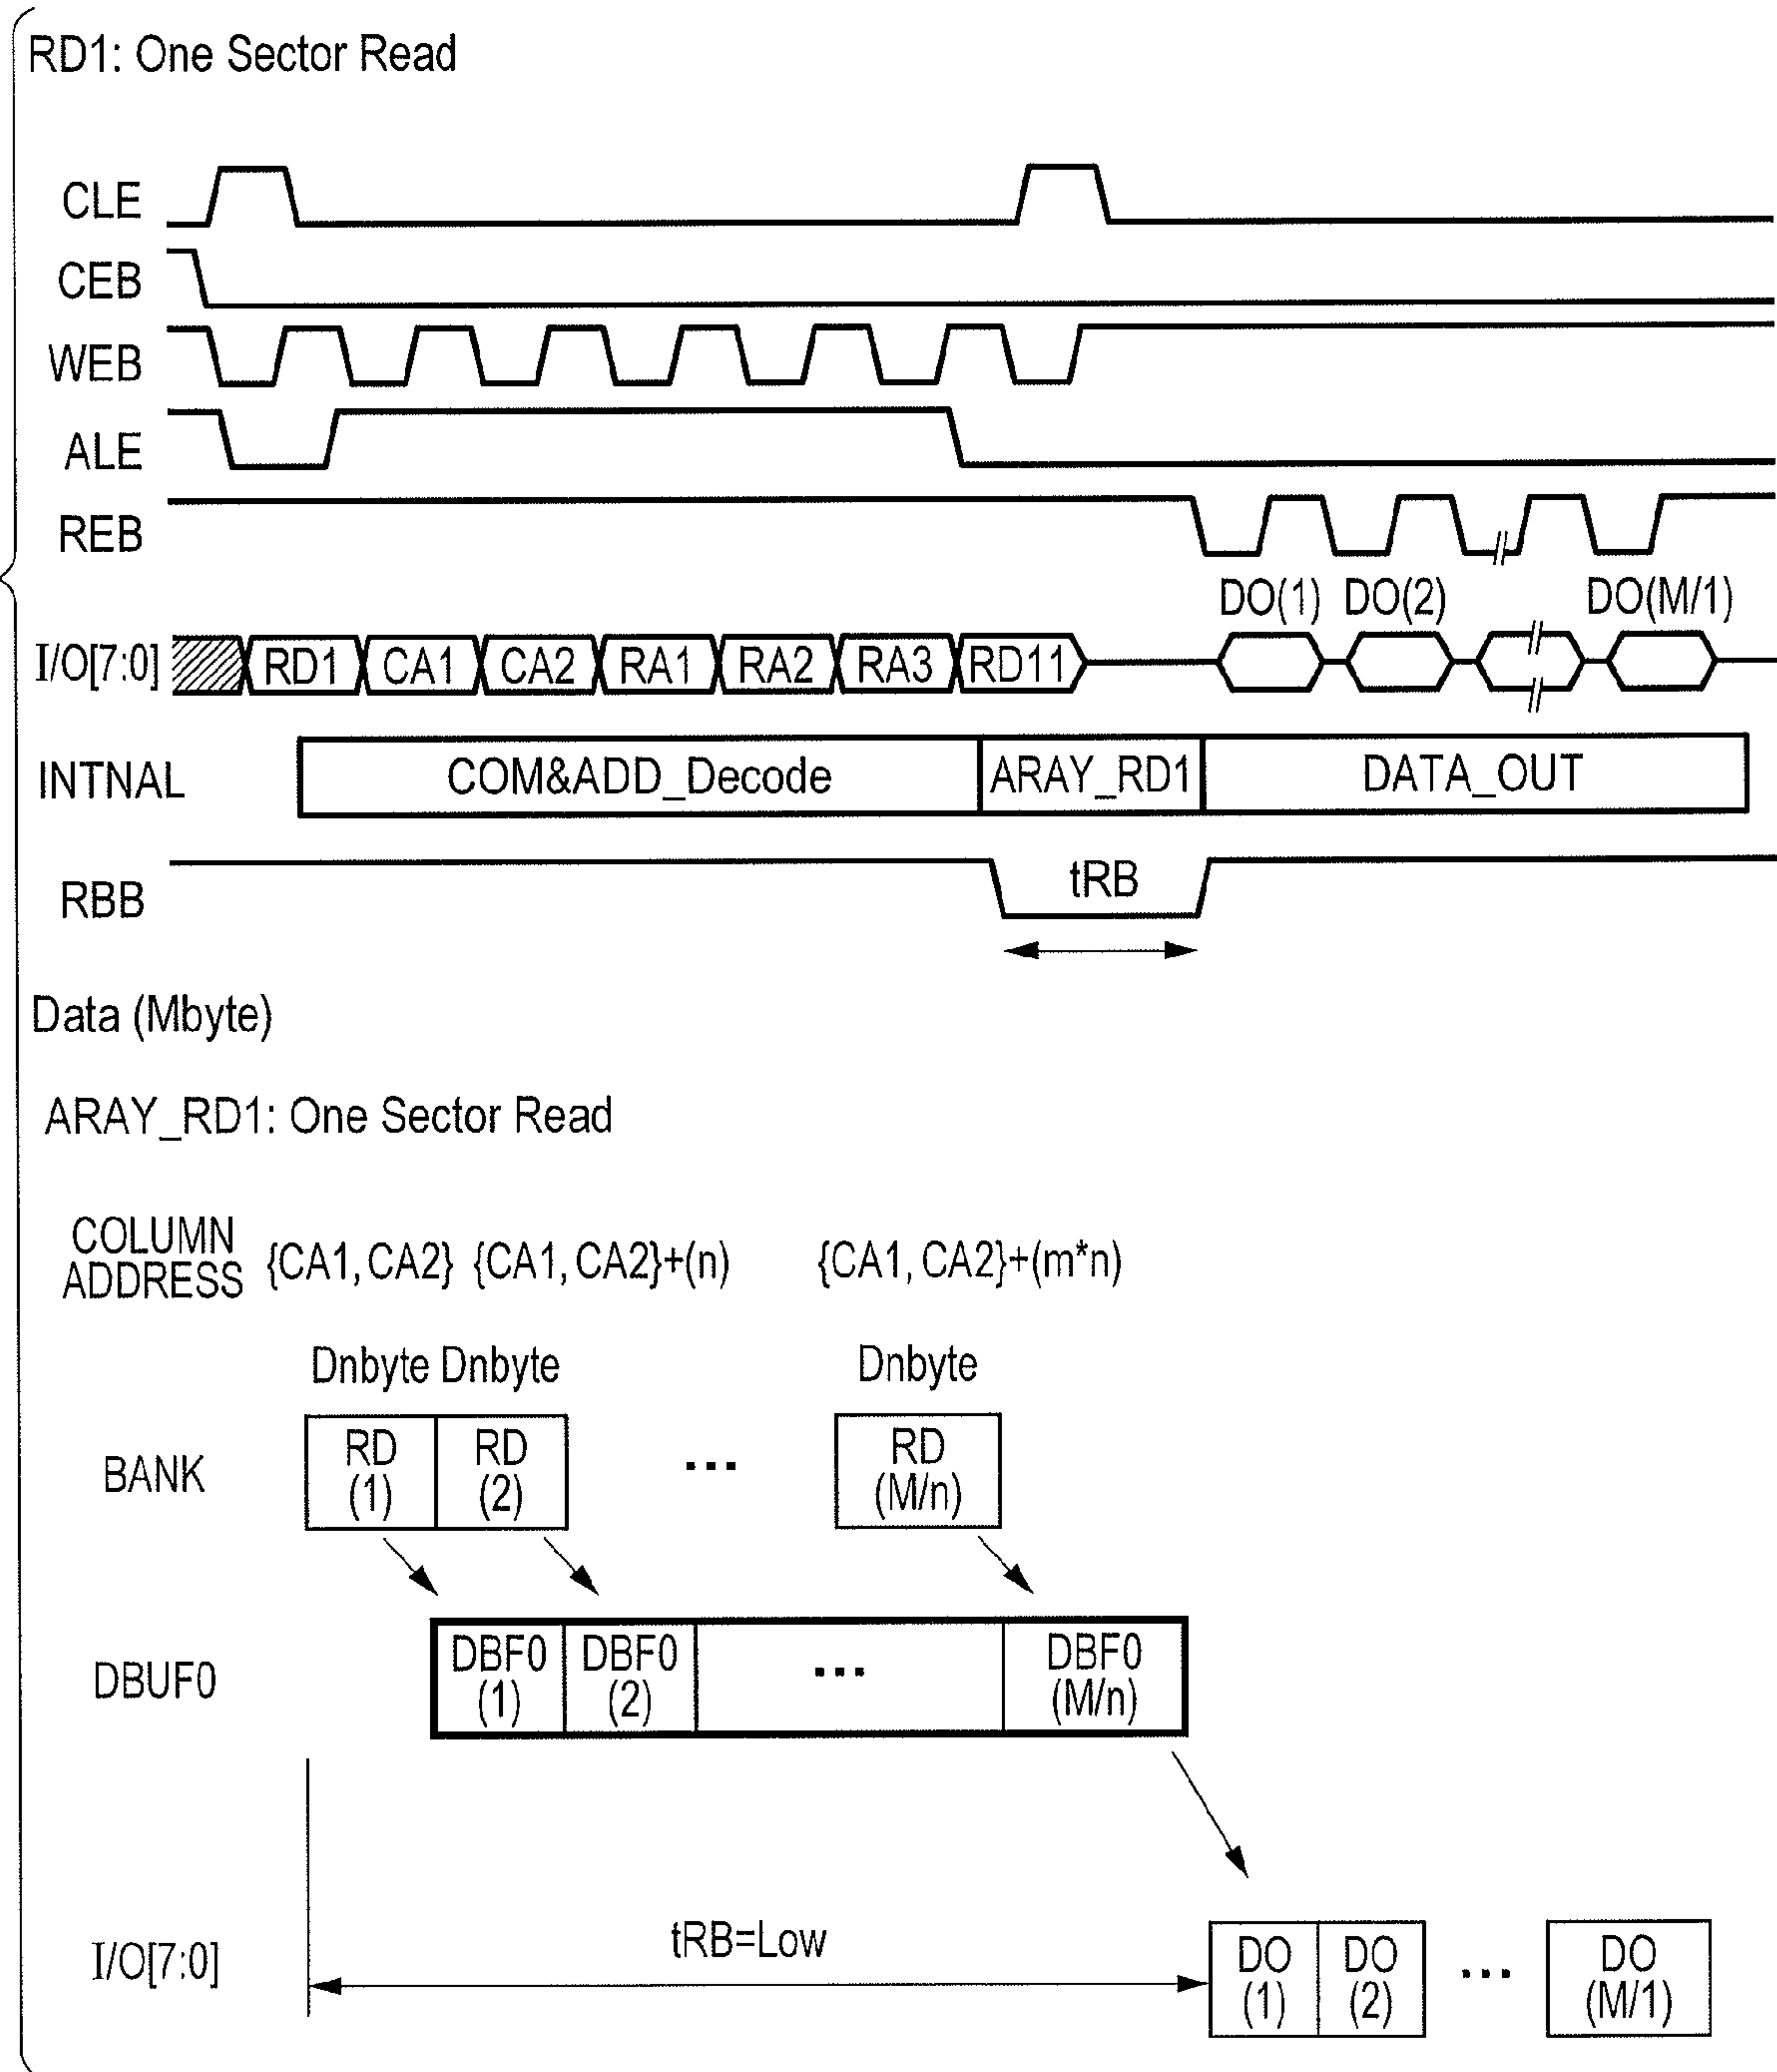 RD1: One Sector Read
CLE
CEB
WEB
ALE
REB
DO(1) DO(2) DO(M/1)
I/O[7:0] RD1 CA1 CA2 RA1 RA2 RA3 RD11
INTNAL COM&ADD_Decode ARAY_RD1 DATA_OUT
RBB tRB
Data (Mbyte)
ARAY_RD1: One Sector Read
COLUMN
ADDRESS {CA1, CA2} {CA1, CA2}+(n) {CA1, CA2}+(m*n)
Dnbyte Dnbyte Dnbyte
BANK RD RD ... RD
(1) (2) (M/n)
DBUF0 DBF0 DBF0 ... DBF0
(1) (2) (M/n)
tRB=Low
I/O[7:0] DO DO ... DO
(1) (2) (M/1)